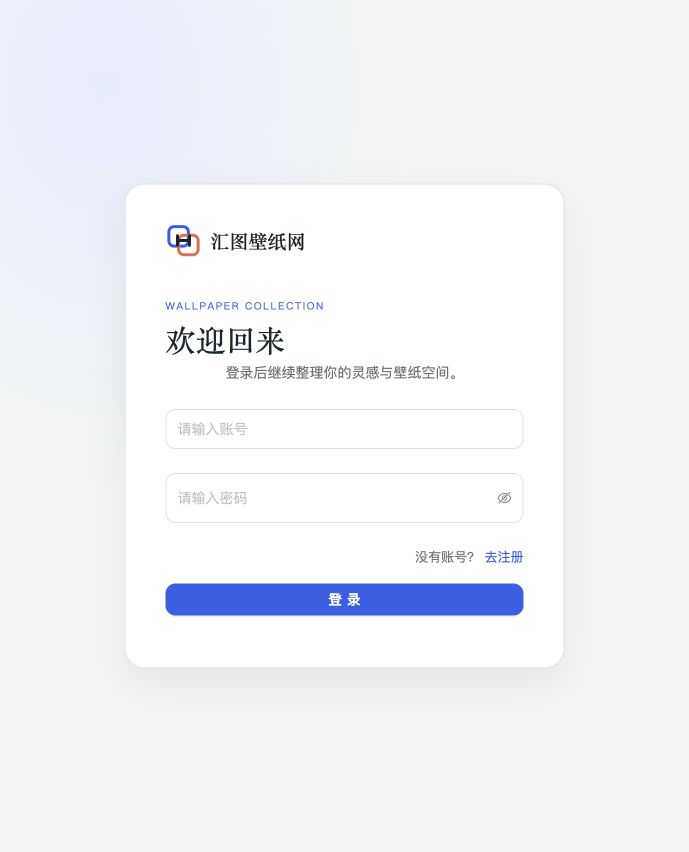 H 汇图壁纸网
WALLPAPER COLLECTION
欢迎回来
登录后继续整理你的灵感与壁纸空间。
请输入账号
请输入密码
没有账号? 去注册
登 录